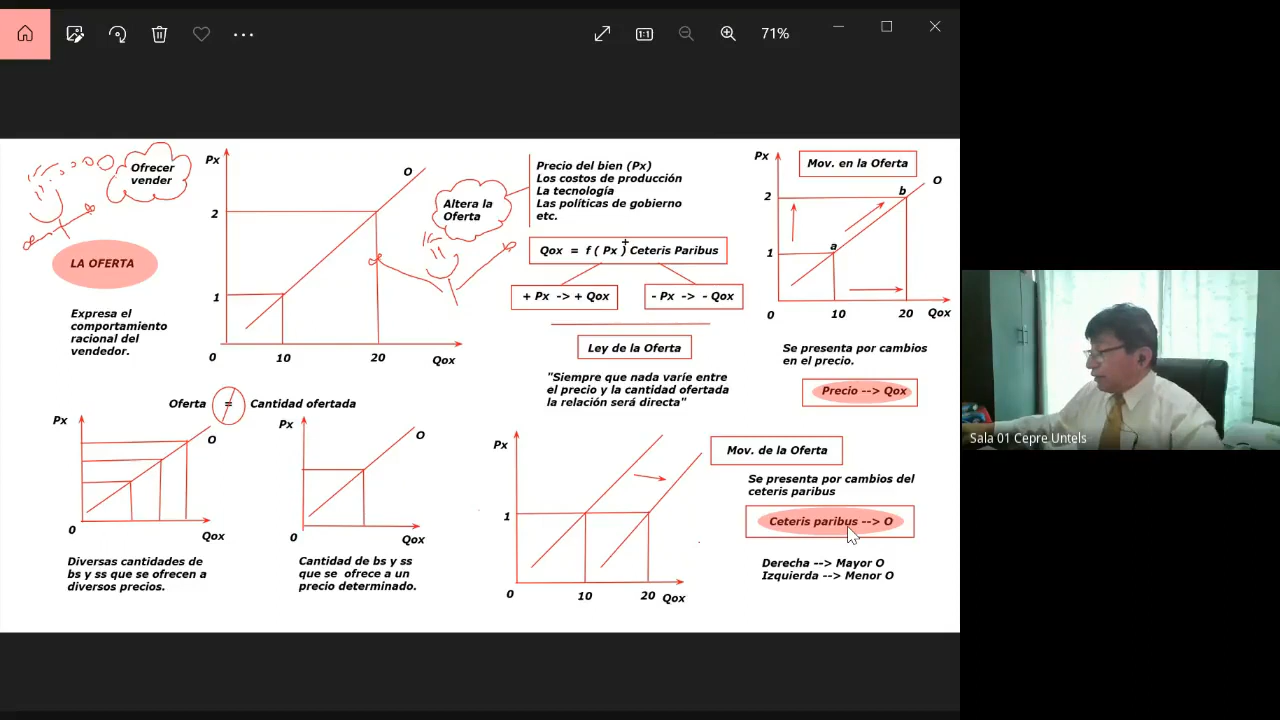 71%
Ofrecer
vender
LA OFERTA
Expresa el
comportamiento
racional del
vendedor.
Px
O
2
1
0
10
20
Qox
Altera la
Oferta
Precio del bien (Px)
Los costos de producción
La tecnología
Las políticas de gobierno
etc.
+
Qox = f ( Px ) Ceteris Paribus
+ Px -> + Qox
- Px -> - Qox
Ley de la Oferta
"Siempre que nada varíe entre
el precio y la cantidad ofertada
la relación será directa"
Px
Mov. en la Oferta
O
2
b
1
a
0
10
20
Qox
Se presenta por cambios
en el precio.
Precio --> Qox
Oferta = Cantidad ofertada
Px
O
0
Qox
Diversas cantidades de
bs y ss que se ofrecen a
diversos precios.
Px
O
0
Qox
Cantidad de bs y ss
que se ofrece a un
precio determinado.
Px
1
0
10
20
Qox
Mov. de la Oferta
Se presenta por cambios del
ceteris paribus
Ceteris paribus --> O
Derecha --> Mayor O
Izquierda --> Menor O
Sala 01 Cepre Untels